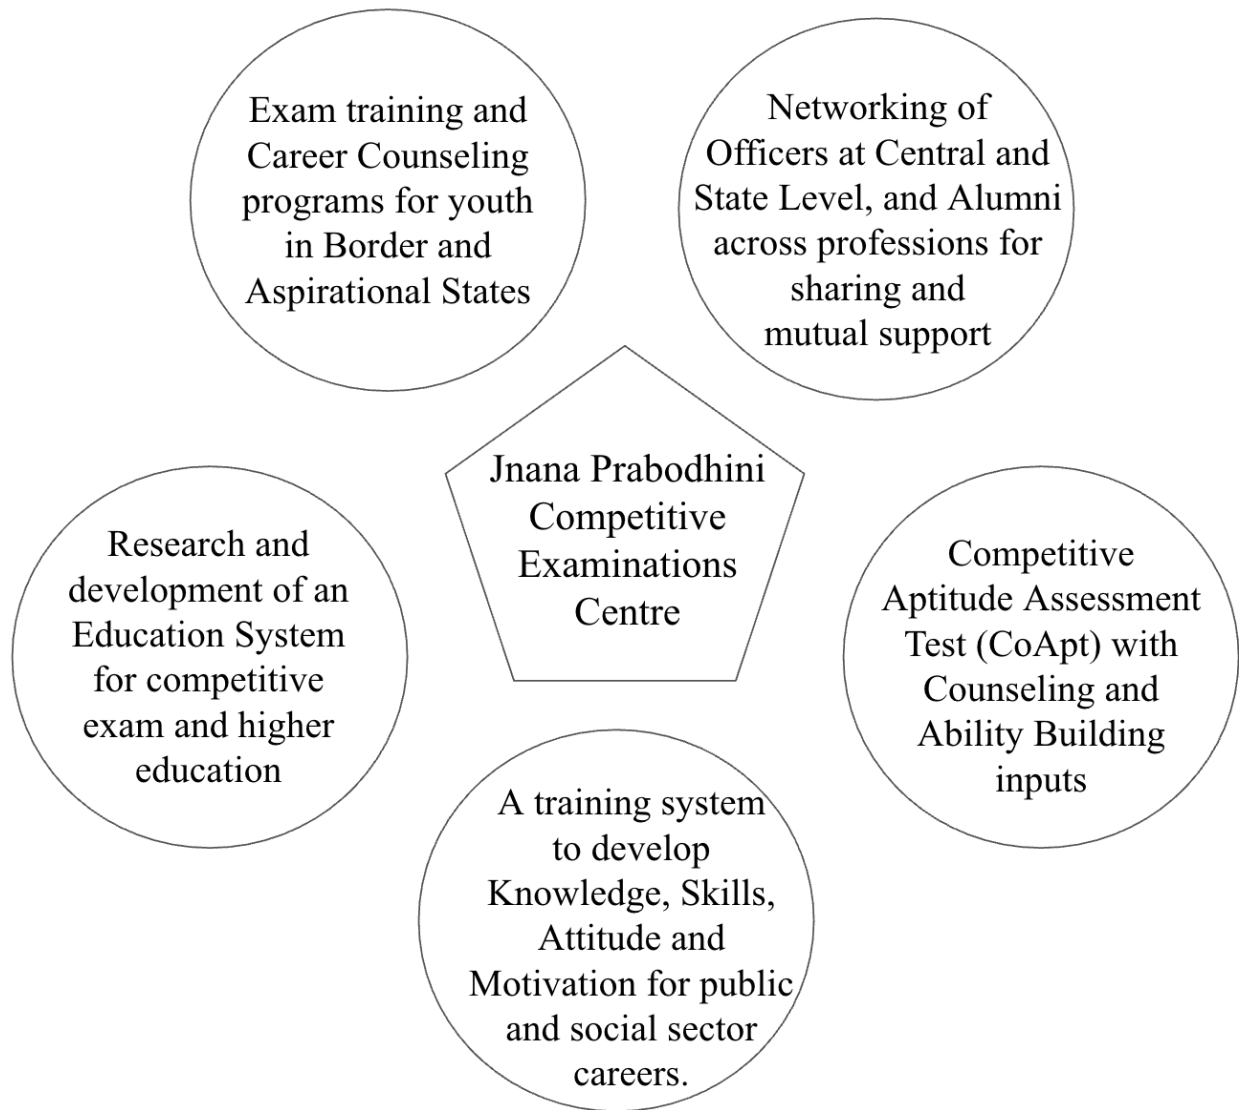 Exam training and
Career Counseling
programs for youth
in Border and
Aspirational States
Networking of
Officers at Central and
State Level, and Alumni
across professions for
sharing and
mutual support
Jnana Prabodhini
Competitive
Examinations
Centre
Research and
development of an
Education System
for competitive
exam and higher
education
Competitive
Aptitude Assessment
Test (CoApt) with
Counseling and
Ability Building
inputs
A training system
to develop
Knowledge, Skills,
Attitude and
Motivation for public
and social sector
careers.